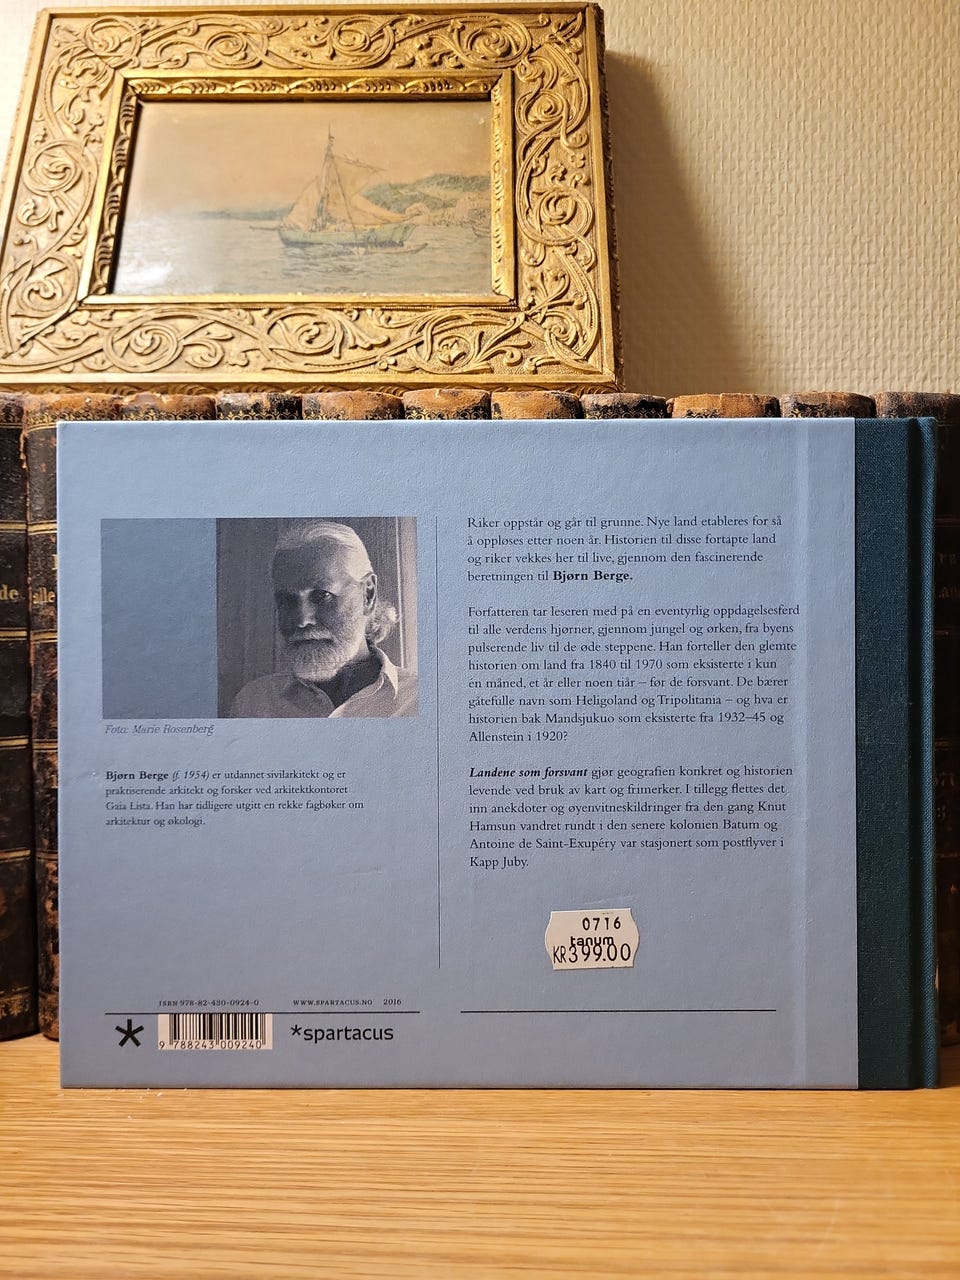 Foto: Marie Rosenberg
Bjørn Berge (f. 1954) er utdannet sivilarkitekt og er
praktiserende arkitekt og forsker ved arkitektkontoret
Gaia Lista. Han har tidligere utgitt en rekke fagbøker om
arkitektur og økologi.
Riker oppstår og går til grunne. Nye land etableres for så
å oppløses etter noen år. Historien til disse fortapte land
og riker vekkes her til live, gjennom den fascinerende
beretningen til Bjørn Berge.
Forfatteren tar leseren med på en eventyrlig oppdagelsesferd
til alle verdens hjørner, gjennom jungel og ørken, fra byens
pulserende liv til de øde steppene. Han forteller den glemte
historien om land fra 1840 til 1970 som eksisterte i kun
én måned, et år eller noen tiår – før de forsvant. De bærer
gåtefulle navn som Heligoland og Tripolitania – og hva er
historien bak Mandsjukuo som eksisterte fra 1932–45 og
Allenstein i 1920?
Landene som forsvant gjør geografien konkret og historien
levende ved bruk av kart og frimerker. I tillegg flettes det
inn anekdoter og øyenvitneskildringer fra den gang Knut
Hamsun vandret rundt i den senere kolonien Batum og
Antoine de Saint-Exupéry var stasjonert som postflyver i
Kapp Juby.
0716
tanum
KR399.00
ISBN 978-82-430-0924-0 WWW.SPARTACUS.NO 2016
9 788243 009240
*spartacus